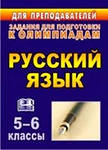 ДЛЯ ПРЕПОДАВАТЕЛЕЙ
ЗАДАНИЯ ДЛЯ ПОДГОТОВКИ
К ОЛИМПИАДАМ
РУССКИЙ
ЯЗЫК
5-6
КЛАССЫ